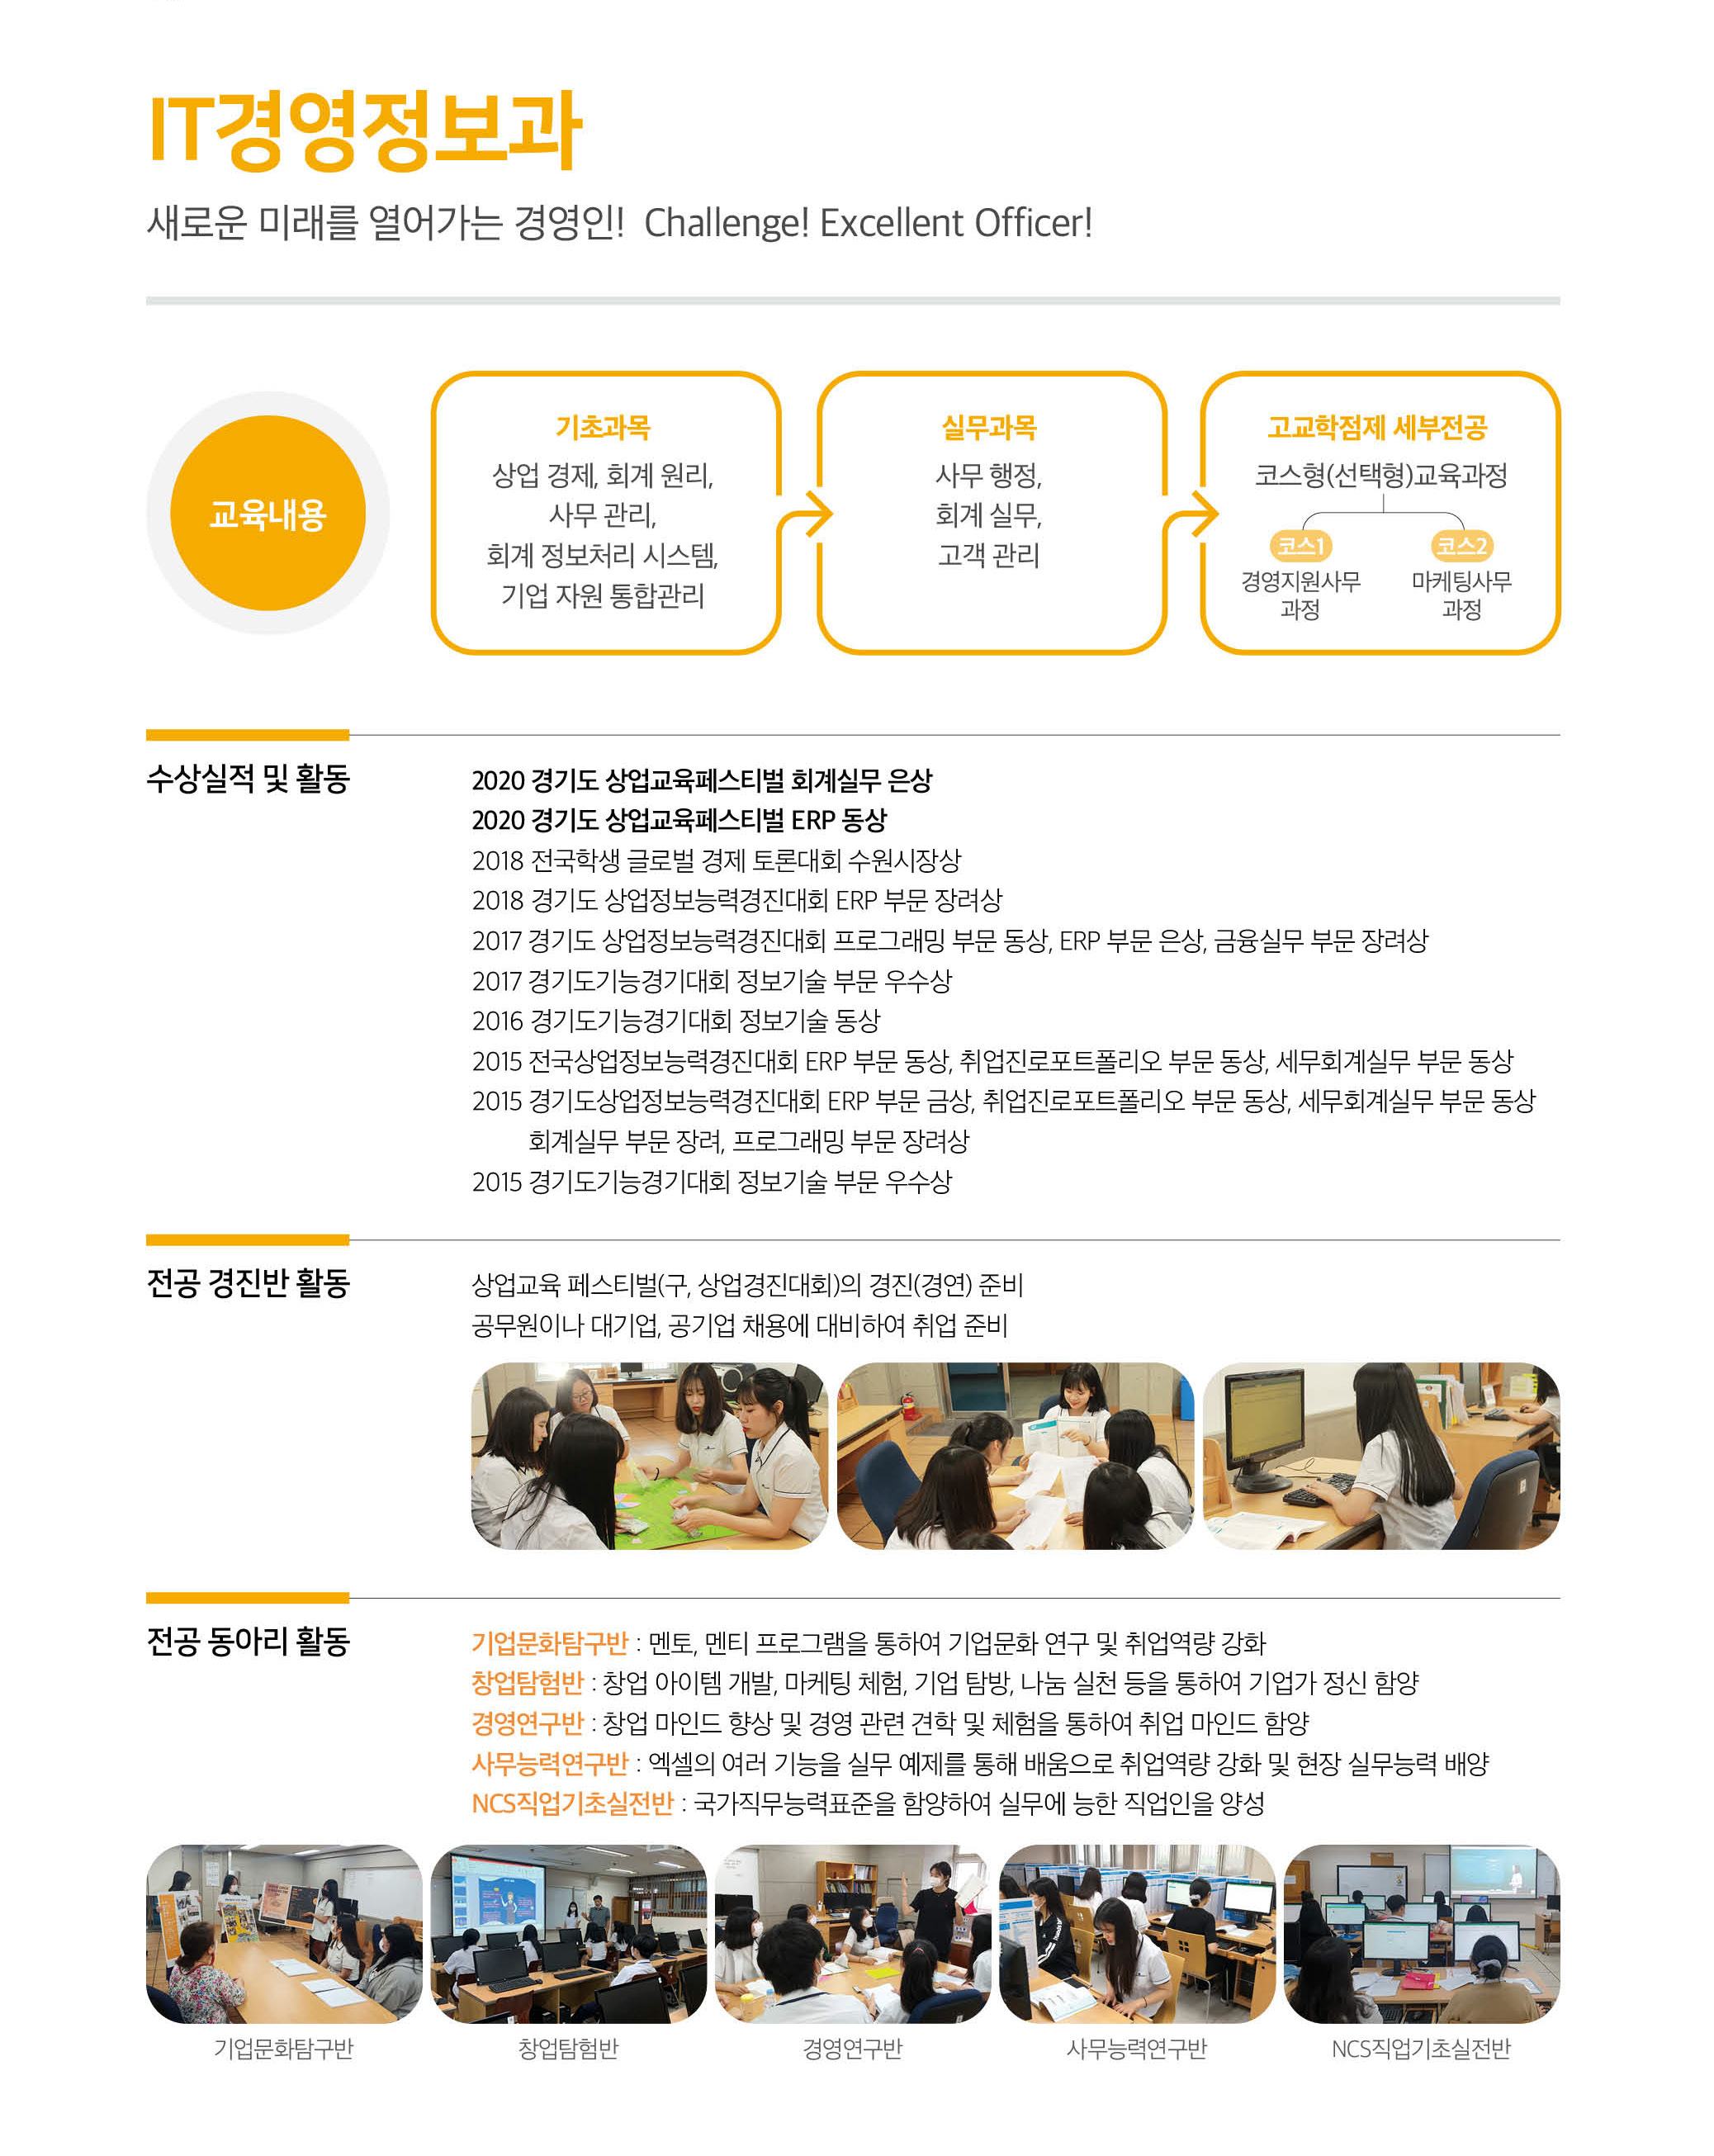 IT경영정보과
새로운 미래를 열어가는 경영인! Challenge! Excellent Officer!
교육내용
기초과목
상업 경제, 회계 원리,
사무 관리,
회계 정보처리 시스템,
기업 자원 통합관리
실무과목
사무 행정,
회계 실무,
고객 관리
고교학점제 세부전공
코스형(선택형)교육과정
코스1
경영지원사무
과정
코스2
마케팅사무
과정
수상실적 및 활동
2020 경기도 상업교육페스티벌 회계실무 은상
2020 경기도 상업교육페스티벌 ERP 동상
2018 전국학생 글로벌 경제 토론대회 수원시장상
2018 경기도 상업정보능력경진대회 ERP 부문 장려상
2017 경기도 상업정보능력경진대회 프로그래밍 부문 동상, ERP 부문 은상, 금융실무 부문 장려상
2017 경기도기능경기대회 정보기술 부문 우수상
2016 경기도기능경기대회 정보기술 동상
2015 전국상업정보능력경진대회 ERP 부문 동상, 취업진로포트폴리오 부문 동상, 세무회계실무 부문 동상
2015 경기도상업정보능력경진대회 ERP 부문 금상, 취업진로포트폴리오 부문 동상, 세무회계실무 부문 동상
회계실무 부문 장려, 프로그래밍 부문 장려상
2015 경기도기능경기대회 정보기술 부문 우수상
전공 경진반 활동
상업교육 페스티벌(구, 상업경진대회)의 경진(경연) 준비
공무원이나 대기업, 공기업 채용에 대비하여 취업 준비
전공 동아리 활동
기업문화탐구반 : 멘토, 멘티 프로그램을 통하여 기업문화 연구 및 취업역량 강화
창업탐험반 : 창업 아이템 개발, 마케팅 체험, 기업 탐방, 나눔 실천 등을 통하여 기업가 정신 함양
경영연구반 : 창업 마인드 향상 및 경영 관련 견학 및 체험을 통하여 취업 마인드 함양
사무능력연구반 : 엑셀의 여러 기능을 실무 예제를 통해 배움으로 취업역량 강화 및 현장 실무능력 배양
NCS직업기초실전반 : 국가직무능력표준을 함양하여 실무에 능한 직업인을 양성
기업문화탐구반
창업탐험반
경영연구반
사무능력연구반
NCS직업기초실전반